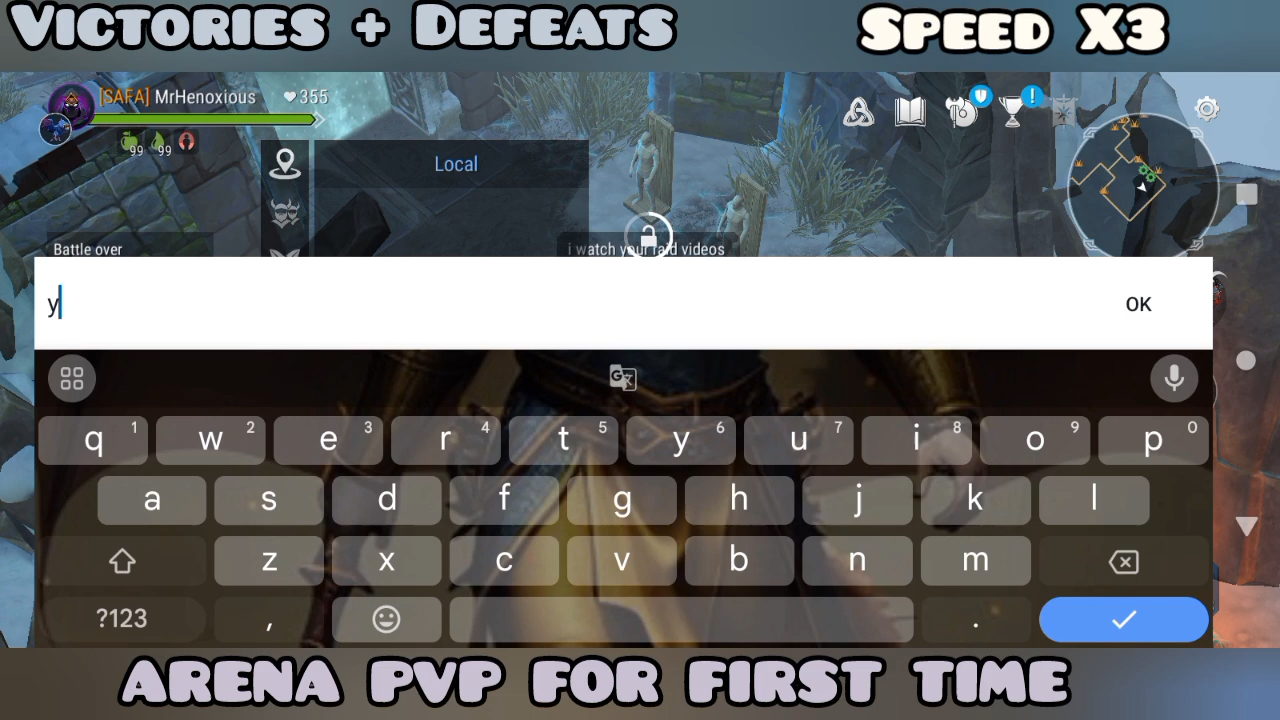 VICTORIES + DEFEATS
SPEED X3
[SAFA] MrHenoxious 355
99 99
Local
Battle over
i watch your raid videos
y
OK
q 1 w 2 e 3 r 4 t 5 y 6 u 7 i 8 o 9 p 0
a s d f g h j k l
z x c v b n m
?123 , .
ARENA PVP FOR FIRST TIME